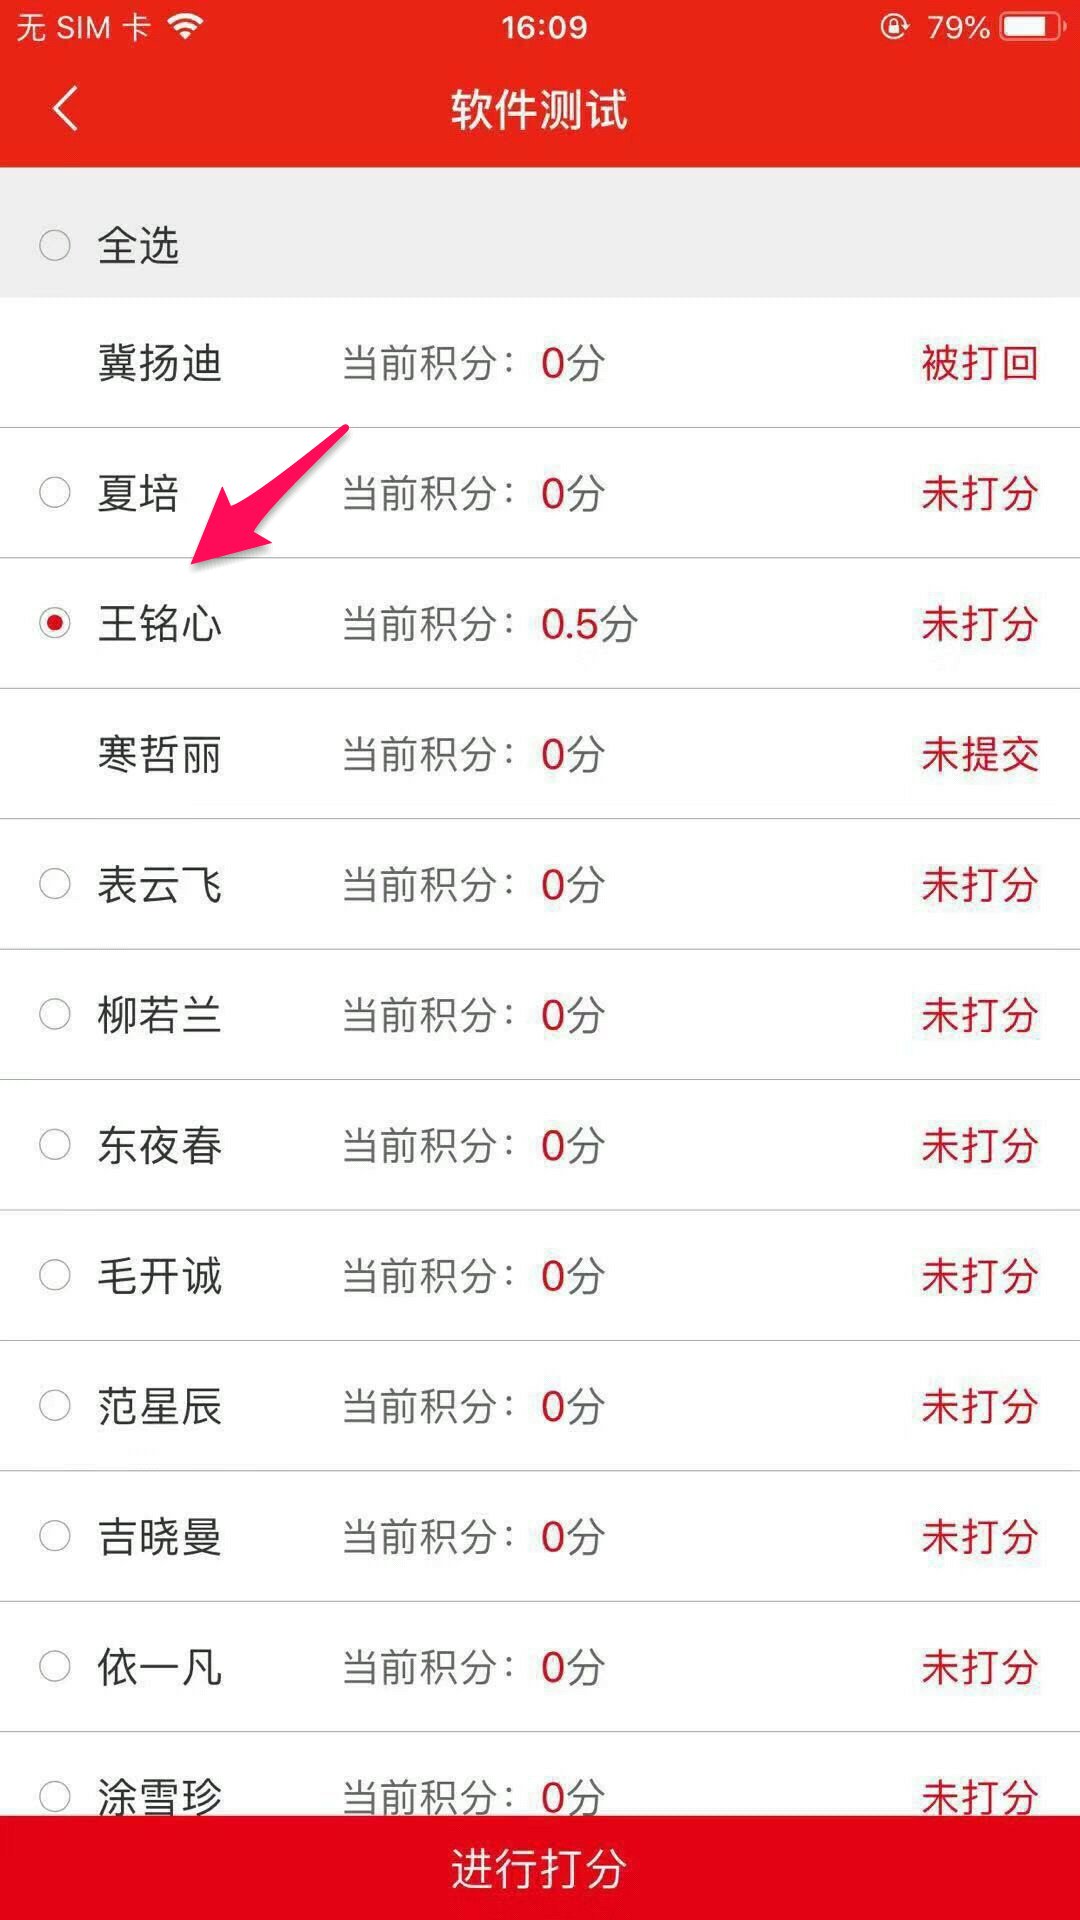 无 SIM 卡 16:09 79%
软件测试
全选
冀扬迪 当前积分：0分 被打回
夏培 当前积分：0分 未打分
王铭心 当前积分：0.5分 未打分
寒哲丽 当前积分：0分 未提交
表云飞 当前积分：0分 未打分
柳若兰 当前积分：0分 未打分
东夜春 当前积分：0分 未打分
毛开诚 当前积分：0分 未打分
范星辰 当前积分：0分 未打分
吉晓曼 当前积分：0分 未打分
依一凡 当前积分：0分 未打分
涂雪珍 当前积分：0分 未打分
进行打分